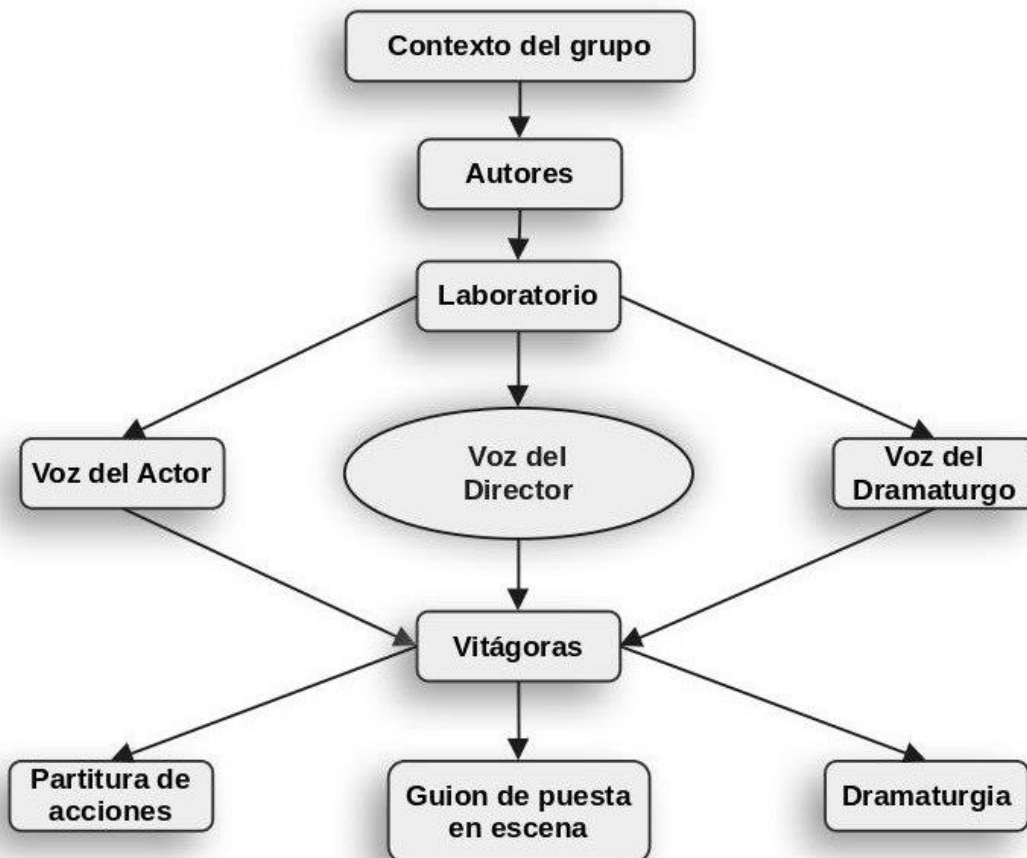 Contexto del grupo
Autores
Laboratorio
Voz del Actor
Voz del
Director
Voz del
Dramaturgo
Vitágoras
Partitura de
acciones
Guion de puesta
en escena
Dramaturgia